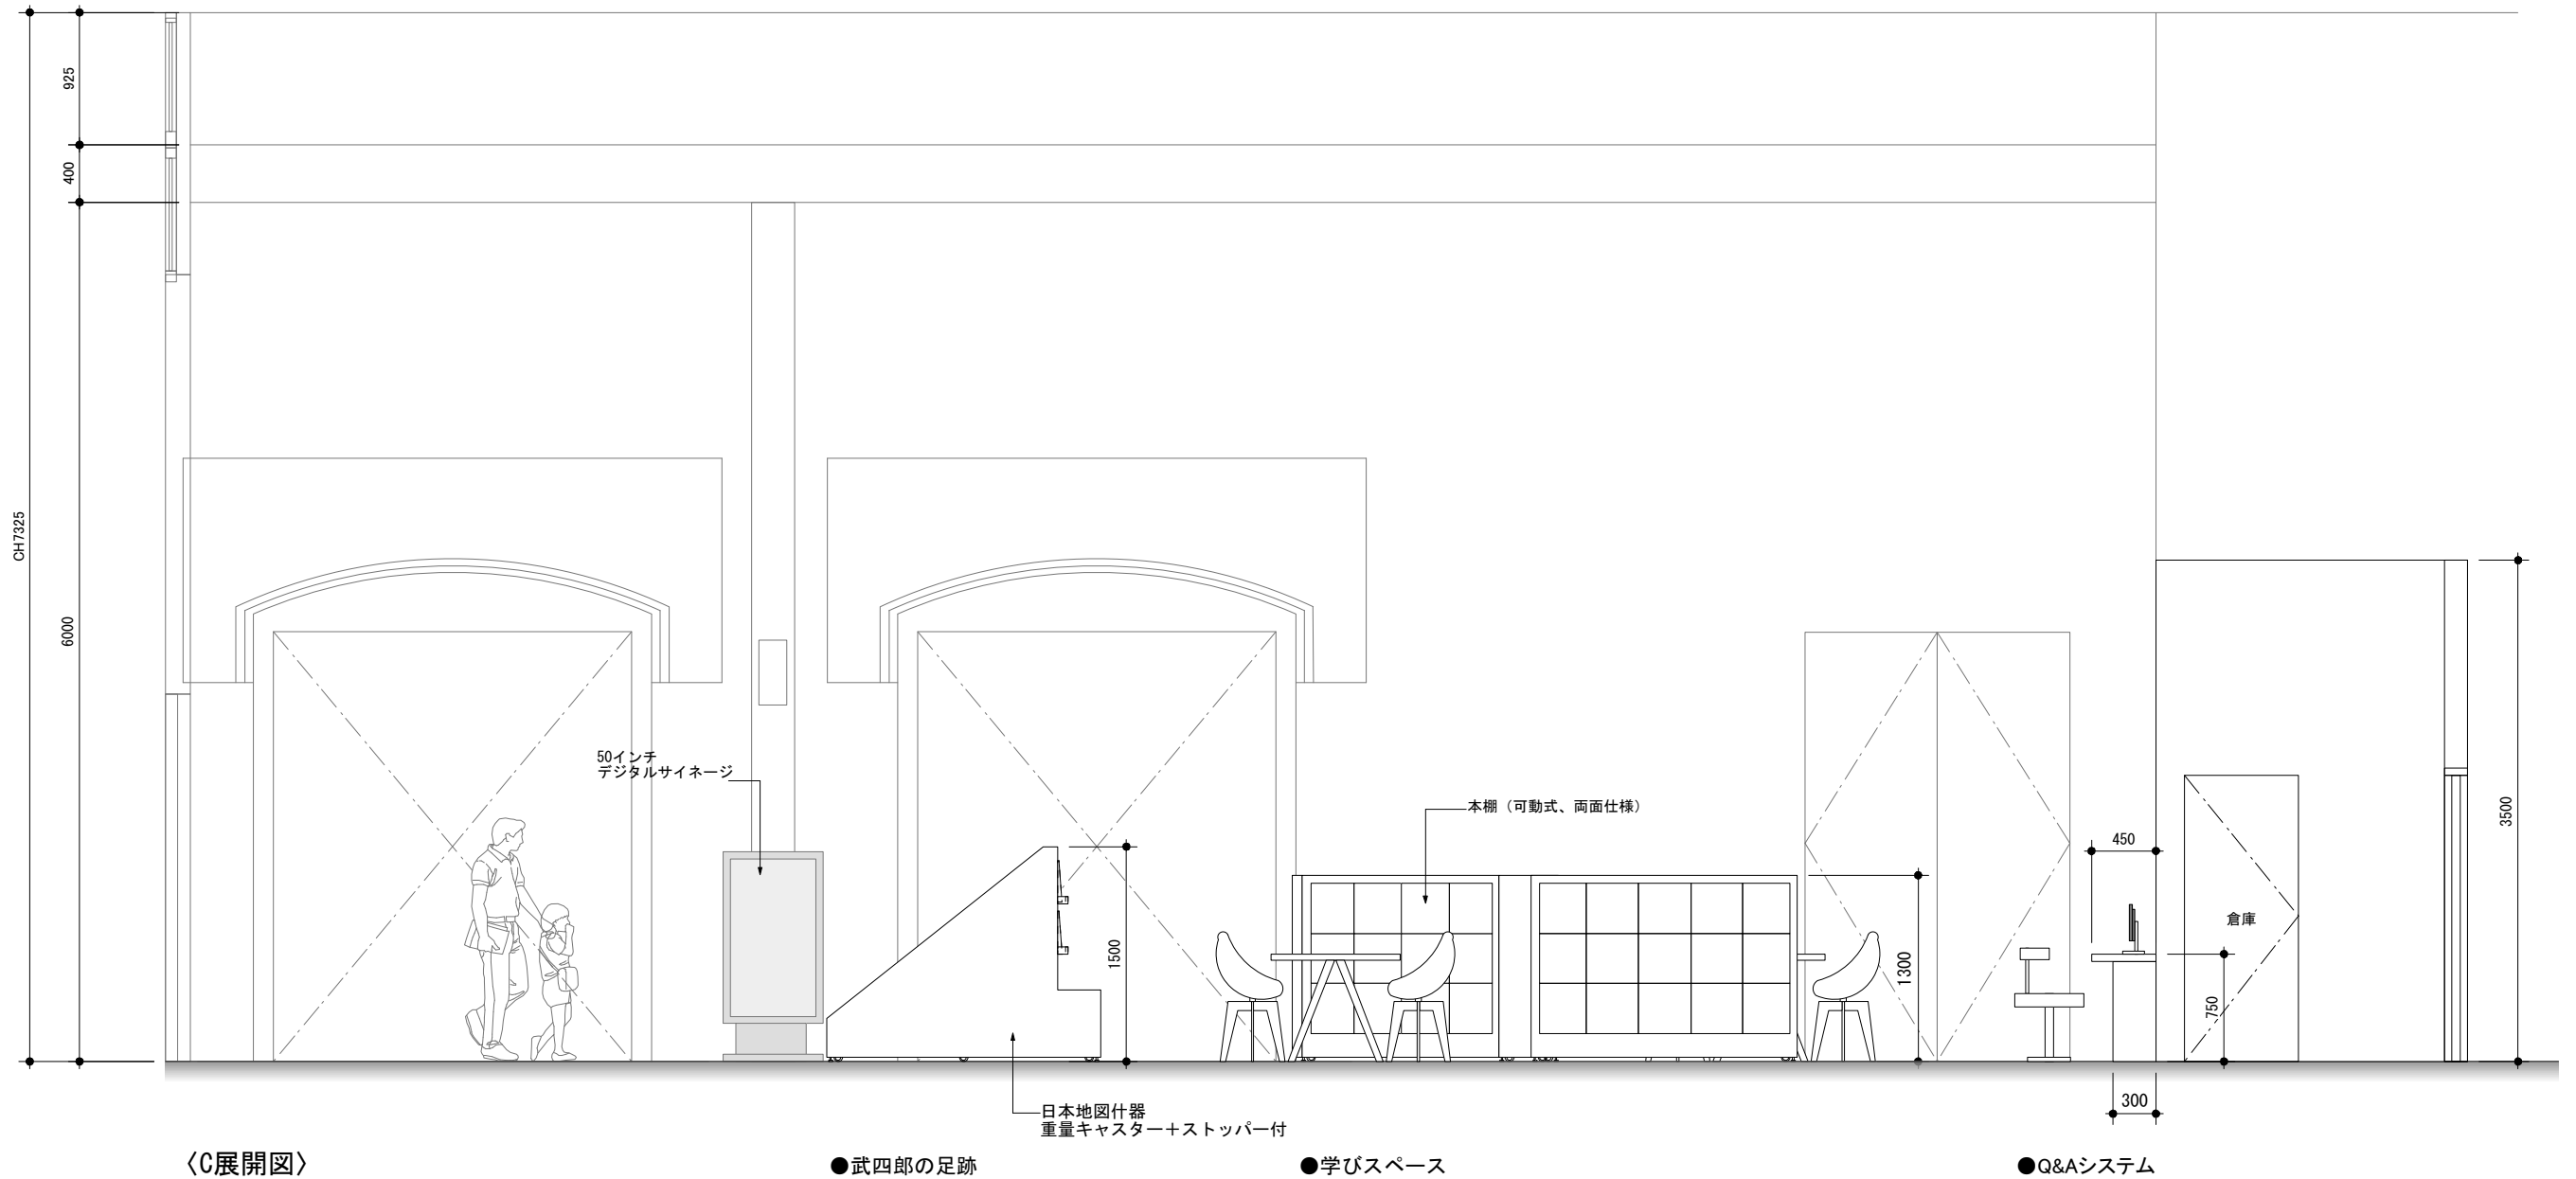 925
400
CH7325
6000
50インチ
デジタルサイネージ
本棚（可動式、両面仕様）
1500
1300
450
750
倉庫
3500
300
日本地図什器
重量キャスター＋ストッパー付
〈C展開図〉
●武四郎の足跡
●学びスペース
●Q&Aシステム